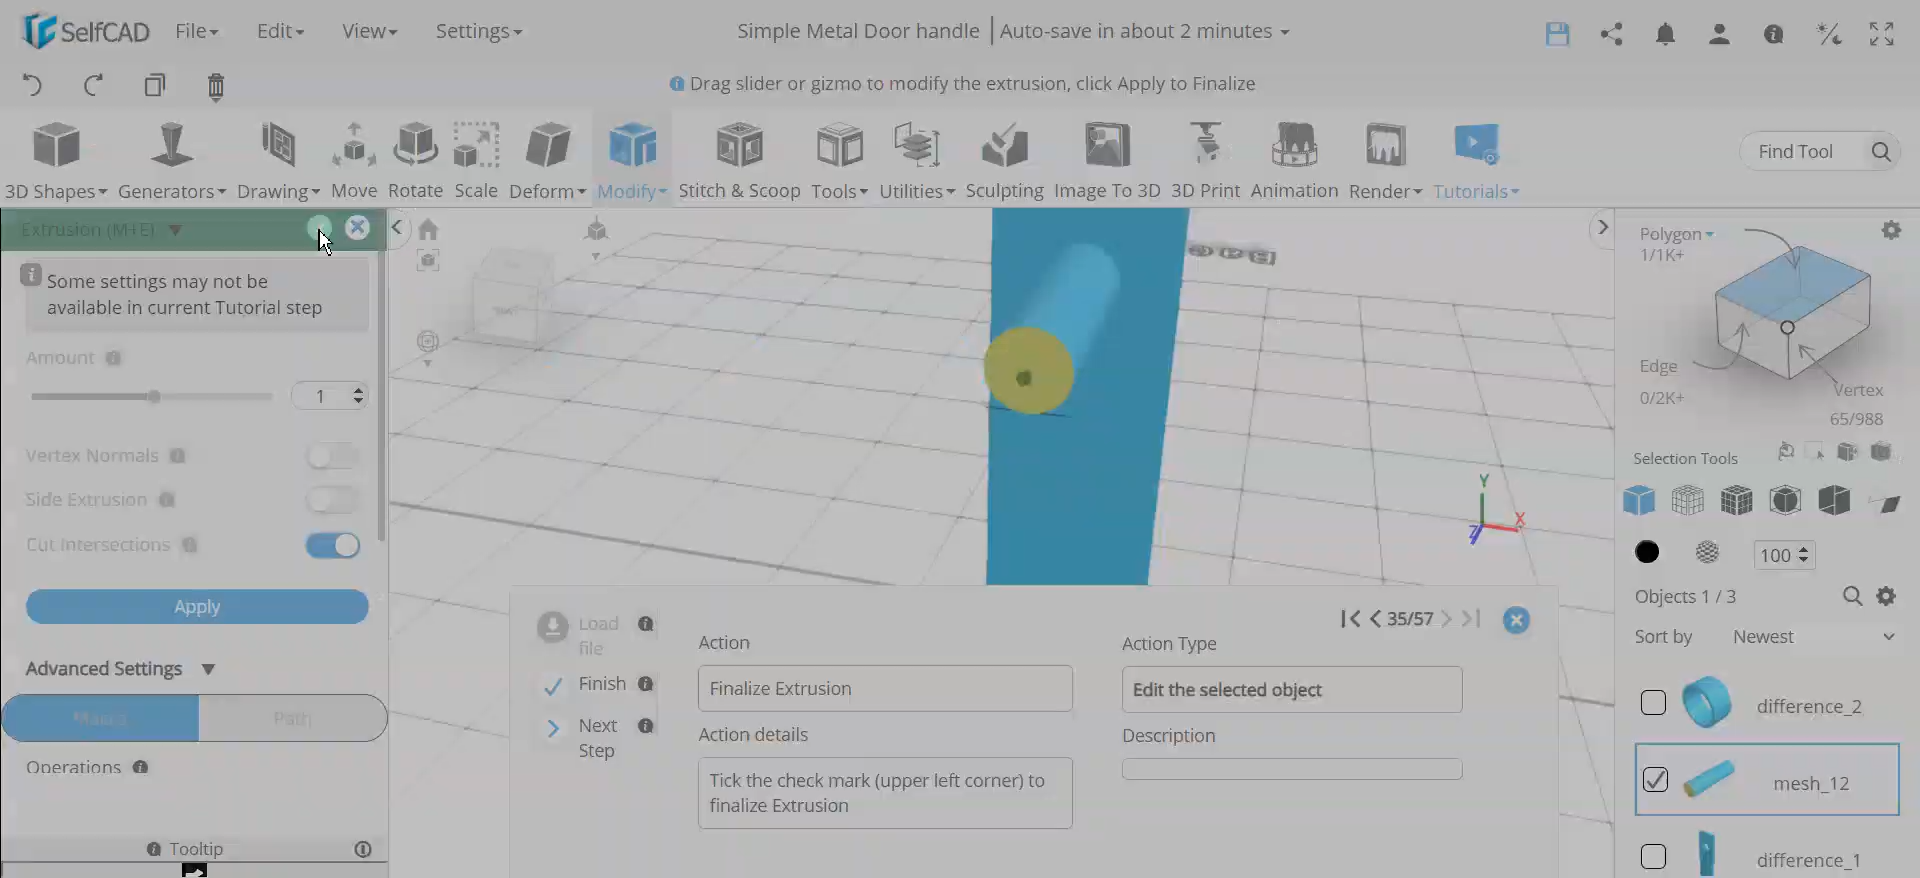 SelfCAD File Edit View Settings Simple Metal Door handle Auto-save in about 2 minutes
Drag slider or gizmo to modify the extrusion, click Apply to Finalize
3D Shapes Generators Drawing Move Rotate Scale Deform Modify Stitch & Scoop Tools Utilities Sculpting Image To 3D 3D Print Animation Render Tutorials
Find Tool
Extrusion (M+E)
Some settings may not be
available in current Tutorial step
Amount
1
Vertex Normals
Side Extrusion
Cut Intersections
Apply
Advanced Settings
Path
Operations
Tooltip
Y
X
Z
Load
file
Finish
Next
Step
Action
Finalize Extrusion
Action details
Tick the check mark (upper left corner) to
finalize Extrusion
35/57
Action Type
Edit the selected object
Description
Polygon
1/1K+
Edge
0/2K+
Vertex
65/988
Selection Tools
100
Objects 1 / 3
Sort by Newest
difference_2
mesh_12
difference_1